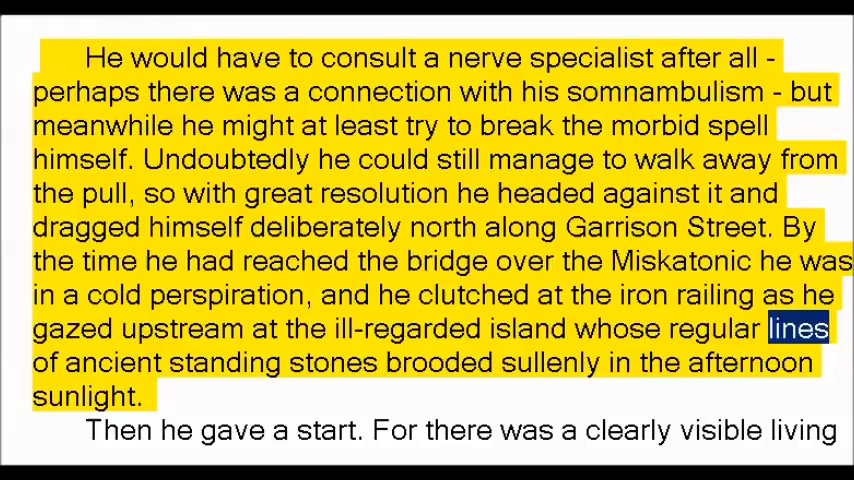 He would have to consult a nerve specialist after all -
perhaps there was a connection with his somnambulism - but
meanwhile he might at least try to break the morbid spell
himself. Undoubtedly he could still manage to walk away from
the pull, so with great resolution he headed against it and
dragged himself deliberately north along Garrison Street. By
the time he had reached the bridge over the Miskatonic he was
in a cold perspiration, and he clutched at the iron railing as he
gazed upstream at the ill-regarded island whose regular lines
of ancient standing stones brooded sullenly in the afternoon
sunlight.
Then he gave a start. For there was a clearly visible living